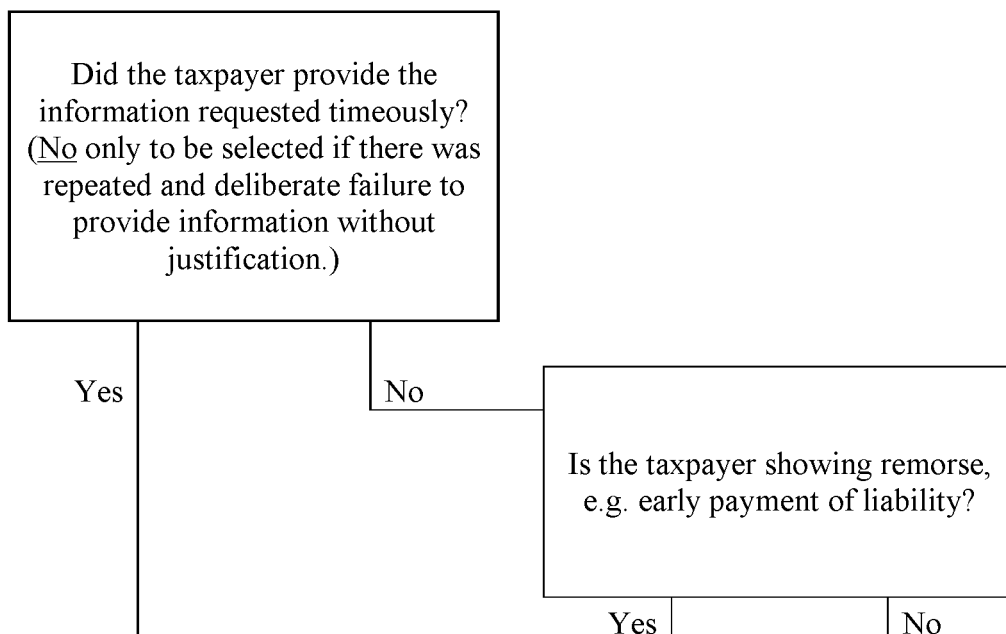 Did the taxpayer provide the
information requested timeously?
(No only to be selected if there was
repeated and deliberate failure to
provide information without
justification.)
Yes
No
Is the taxpayer showing remorse,
e.g. early payment of liability?
Yes
No